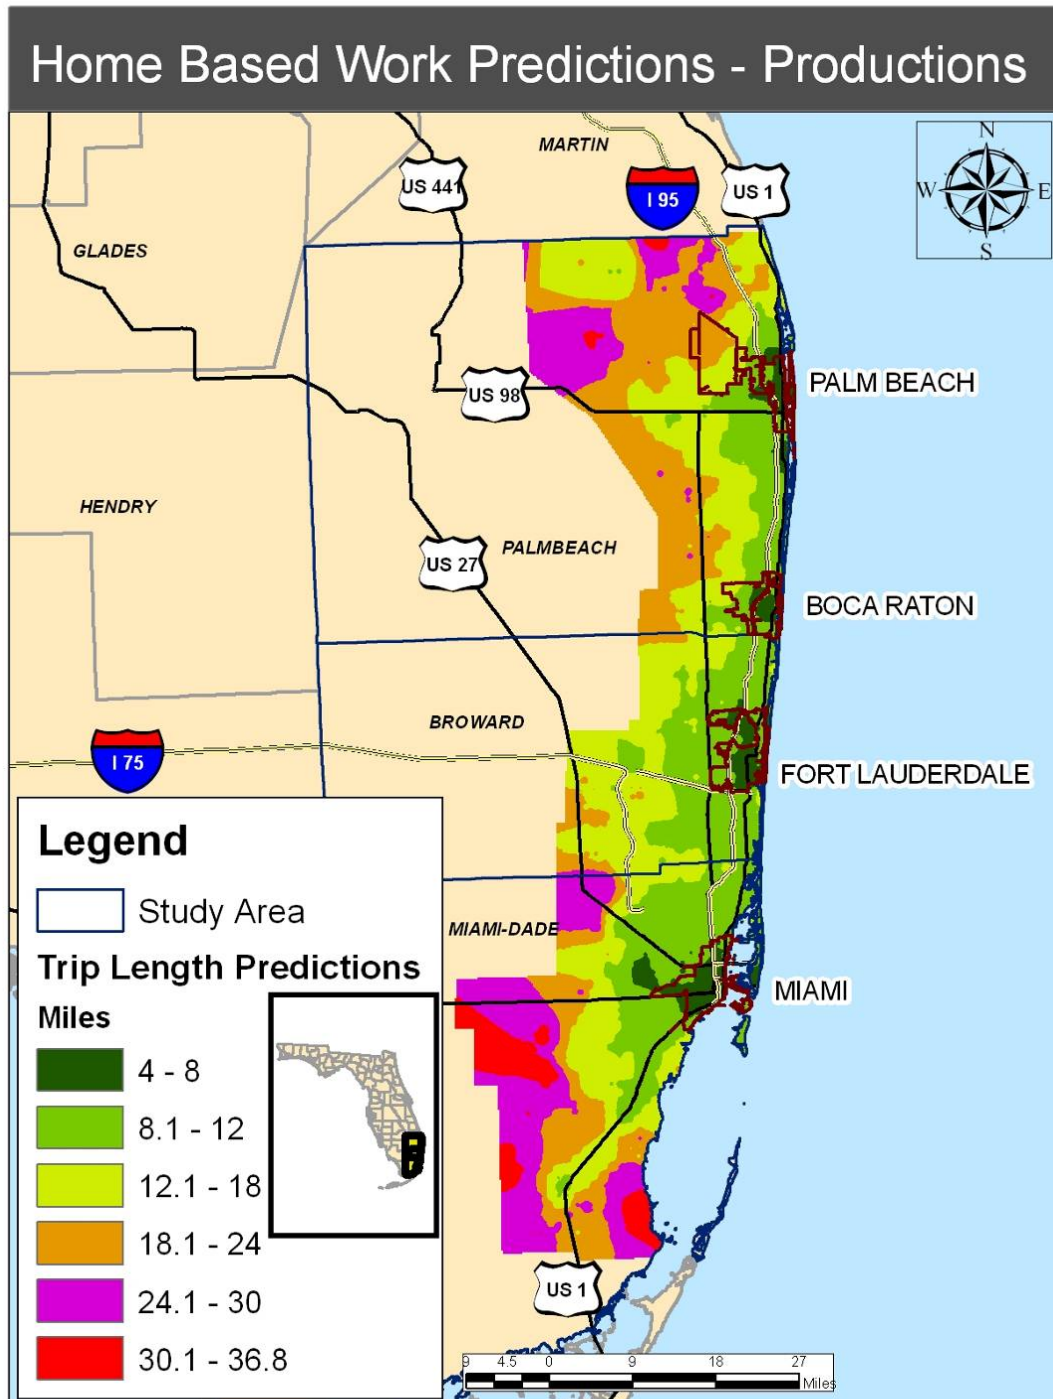 Home Based Work Predictions - Productions
MARTIN
N
W
E
S
US 441
I 95
US 1
GLADES
US 98
PALM BEACH
HENDRY
PALMBEACH
US 27
BOCA RATON
BROWARD
I 75
FORT LAUDERDALE
Legend
Study Area
MIAMI-DADE
Trip Length Predictions
Miles
MIAMI
4 - 8
8.1 - 12
12.1 - 18
18.1 - 24
24.1 - 30
30.1 - 36.8
US 1
9 4.5 0 9 18 27
Miles